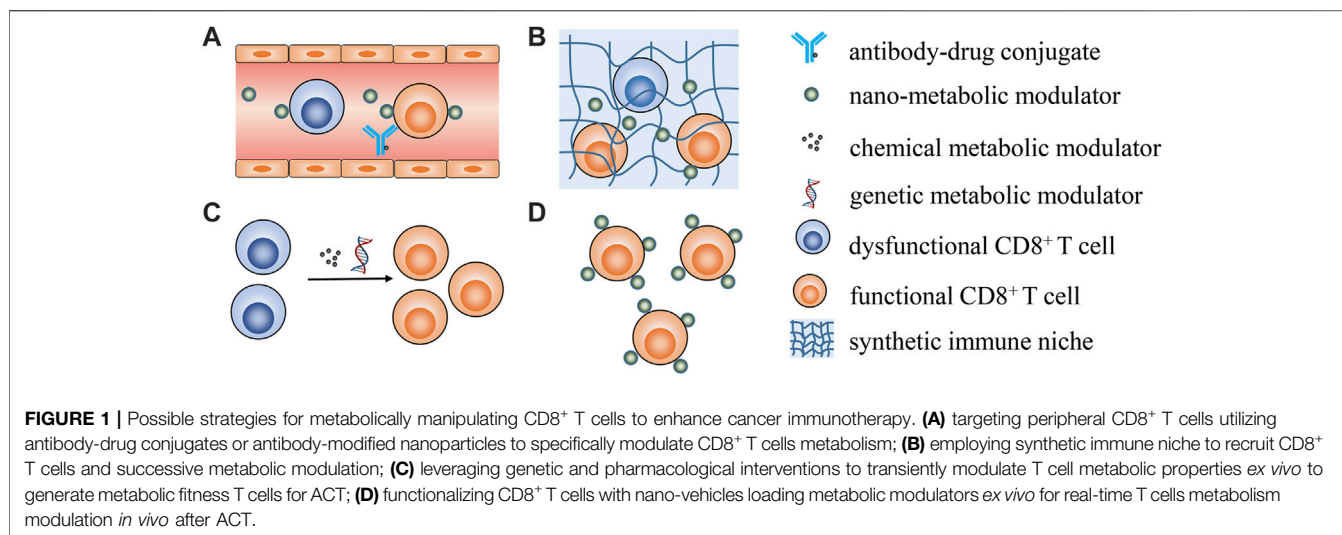 A
B
C
D
antibody-drug conjugate
nano-metabolic modulator
chemical metabolic modulator
genetic metabolic modulator
dysfunctional CD8⁺ T cell
functional CD8⁺ T cell
synthetic immune niche
FIGURE 1 | Possible strategies for metabolically manipulating CD8⁺ T cells to enhance cancer immunotherapy. (A) targeting peripheral CD8⁺ T cells utilizing
antibody-drug conjugates or antibody-modified nanoparticles to specifically modulate CD8⁺ T cells metabolism; (B) employing synthetic immune niche to recruit CD8⁺
T cells and successive metabolic modulation; (C) leveraging genetic and pharmacological interventions to transiently modulate T cell metabolic properties ex vivo to
generate metabolic fitness T cells for ACT; (D) functionalizing CD8⁺ T cells with nano-vehicles loading metabolic modulators ex vivo for real-time T cells metabolism
modulation in vivo after ACT.